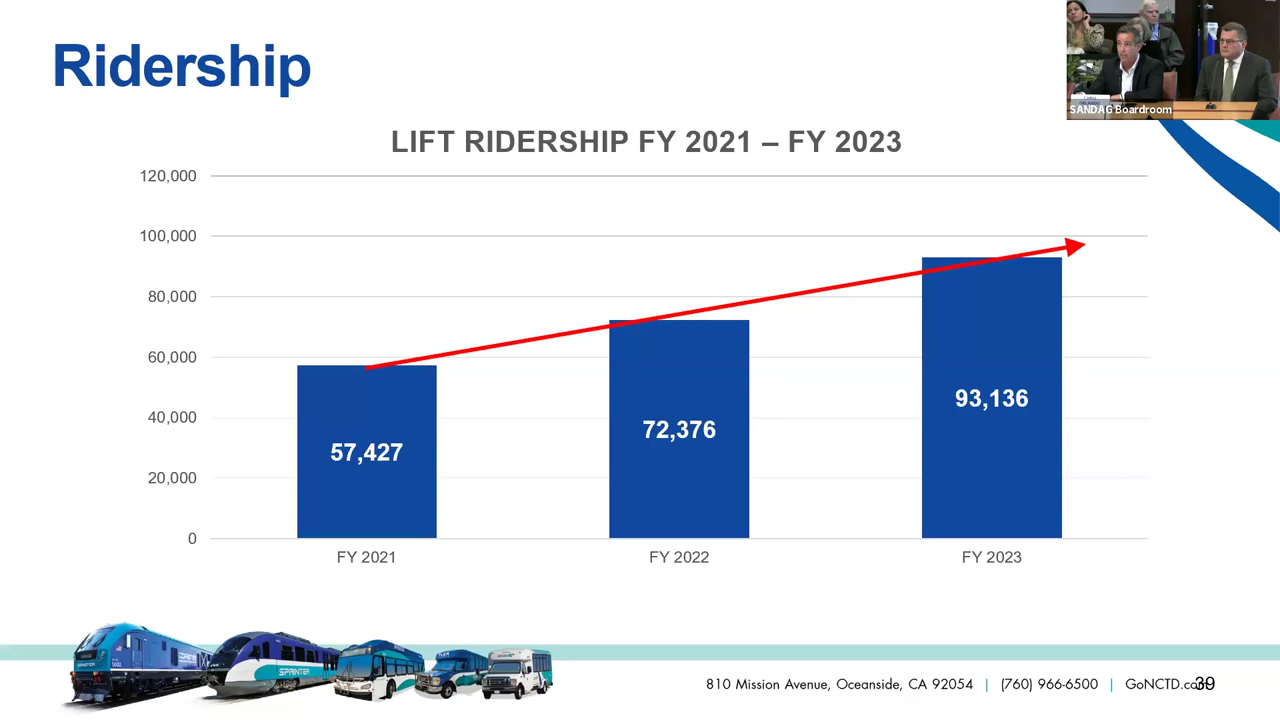 Ridership
SANDAG Boardroom
LIFT RIDERSHIP FY 2021 – FY 2023
120,000
100,000
80,000
60,000
40,000
20,000
0
57,427
72,376
93,136
FY 2021
FY 2022
FY 2023
SPRINTER
810 Mission Avenue, Oceanside, CA 92054 | (760) 966-6500 | GoNCTD.com
39